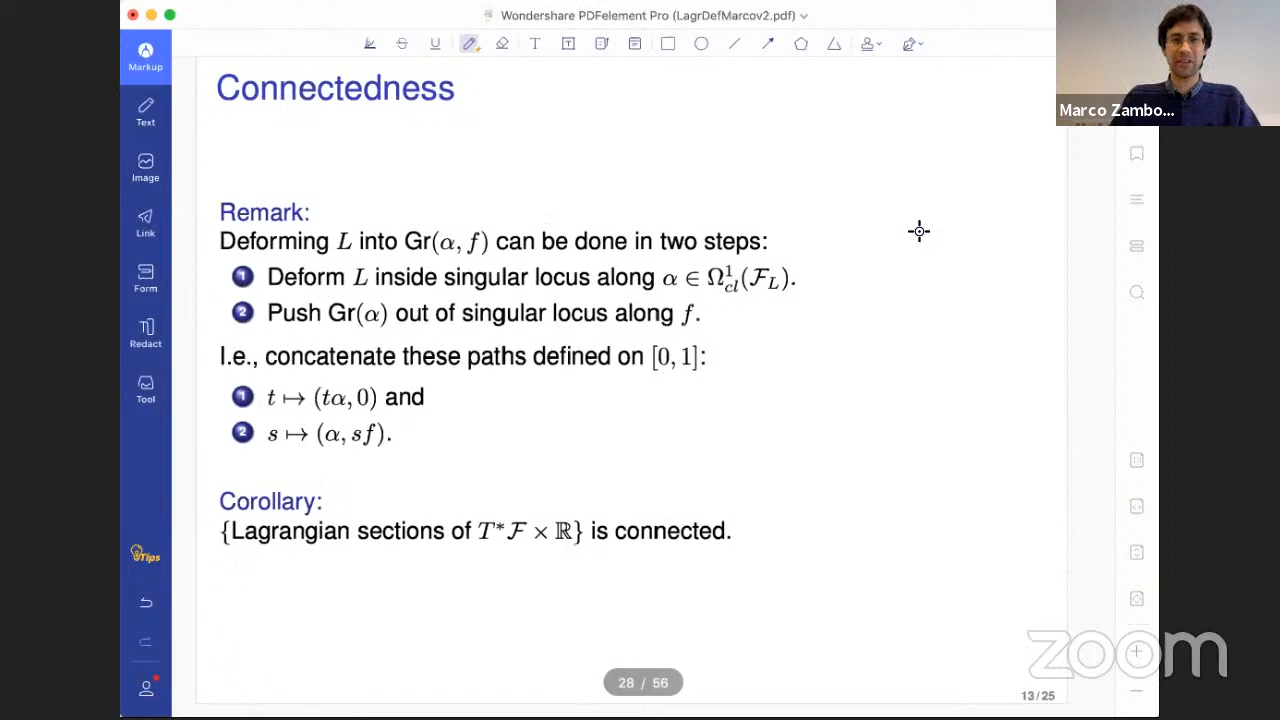 Wondershare PDFelement Pro (LagrDefMarcov2.pdf)
Marco Zambo...
Markup
Text
Image
Link
Form
Redact
Tool
Tips
Connectedness
Remark:
Deforming L into Gr(α, f) can be done in two steps:
1 Deform L inside singular locus along α ∈ Ω¹_cl(ℱ_L).
2 Push Gr(α) out of singular locus along f.
I.e., concatenate these paths defined on [0, 1]:
1 t ↦ (tα, 0) and
2 s ↦ (α, sf).
Corollary:
{Lagrangian sections of T*ℱ × ℝ} is connected.
28 / 56
13/25
zoom